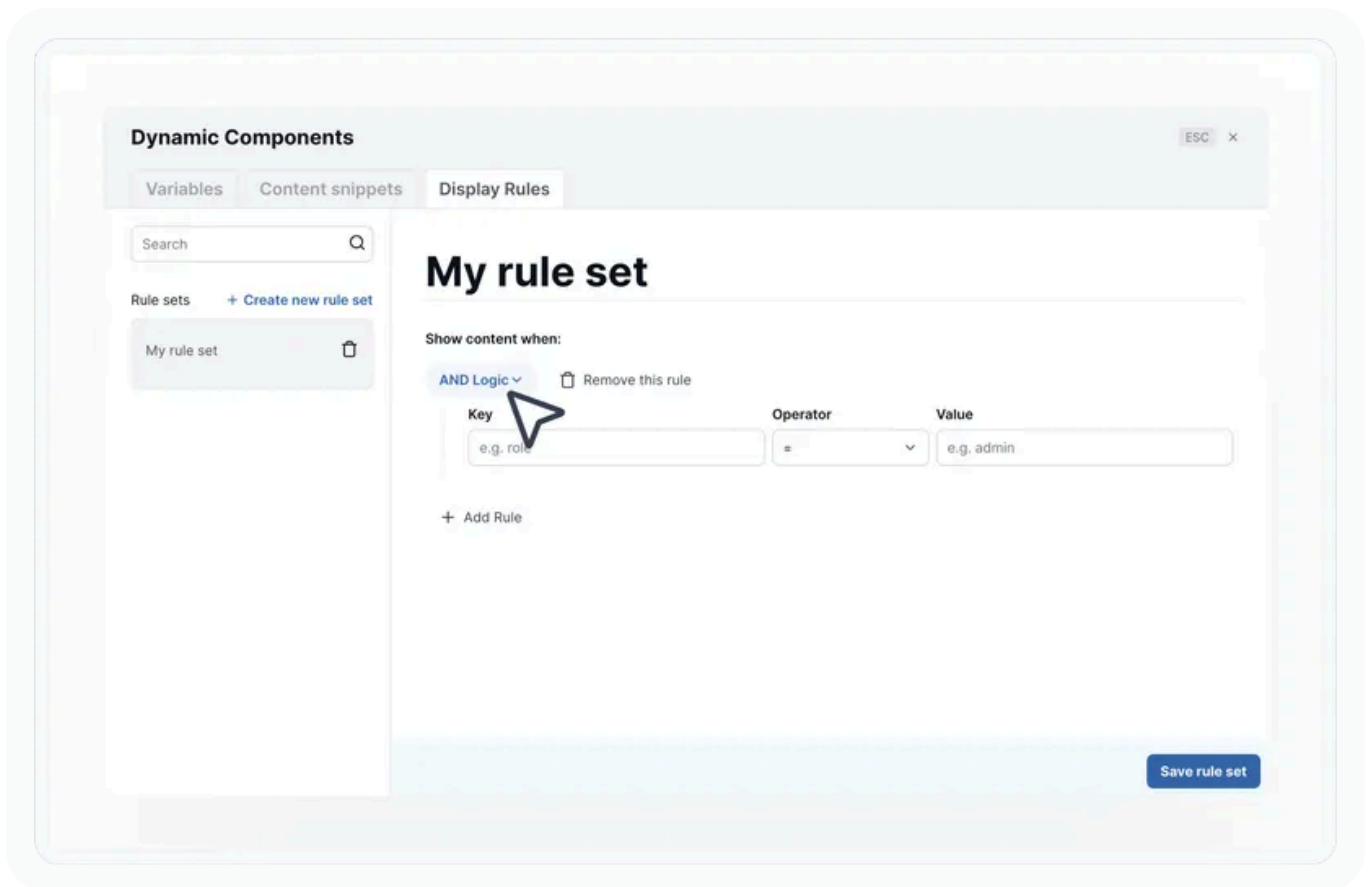 Dynamic Components
ESC ×
Variables Content snippets Display Rules
Search
Rule sets + Create new rule set
My rule set
My rule set
Show content when:
AND Logic Remove this rule
Key Operator Value
e.g. role = e.g. admin
+ Add Rule
Save rule set